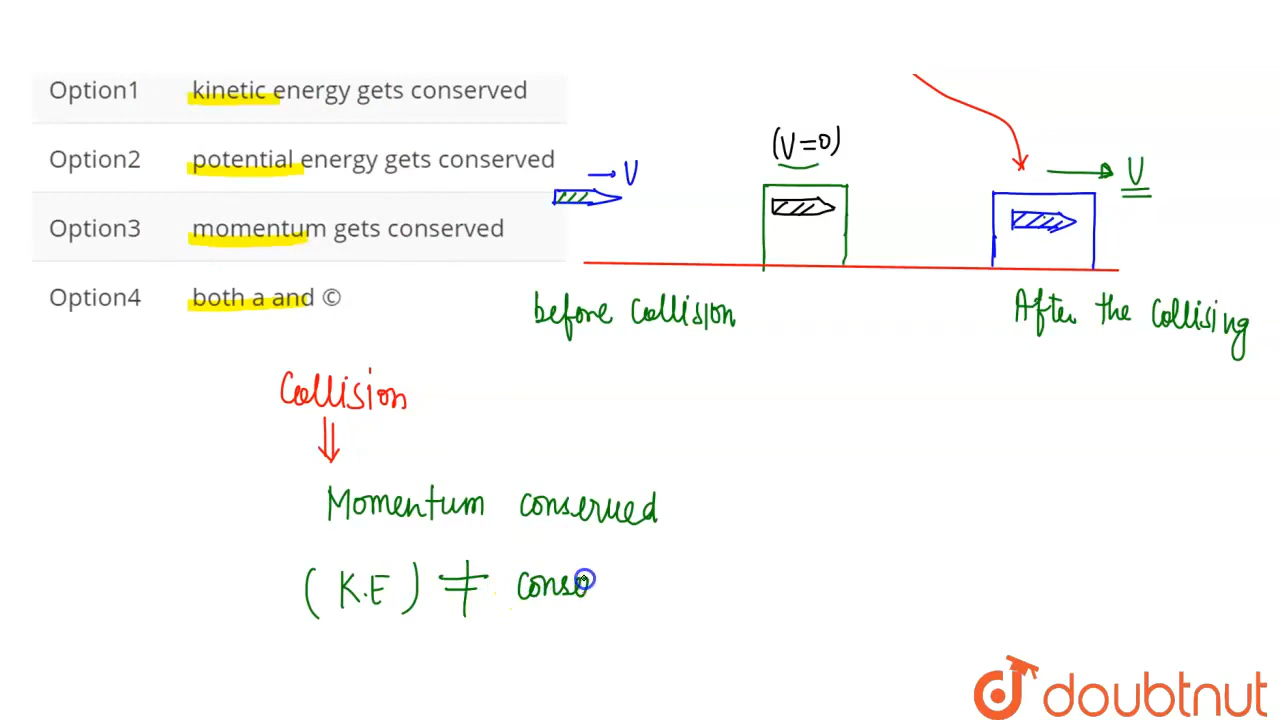 Option1 kinetic energy gets conserved
Option2 potential energy gets conserved
Option3 momentum gets conserved
Option4 both a and ©
→ V
(V=0)
V
before Collision
After the Collising
Collision
⇓
Momentum conserved
(K.E) ≠ conse
doubtnut